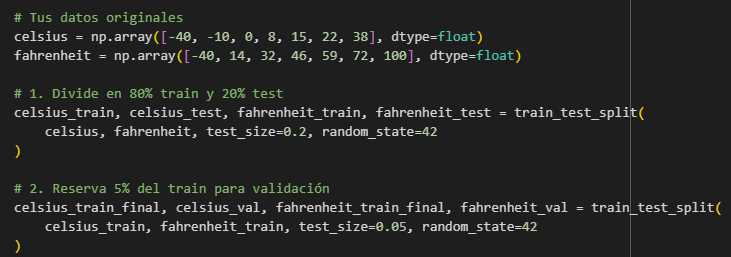 # Tus datos originales
celsius = np.array([-40, -10, 0, 8, 15, 22, 38], dtype=float)
fahrenheit = np.array([-40, 14, 32, 46, 59, 72, 100], dtype=float)

# 1. Divide en 80% train y 20% test
celsius_train, celsius_test, fahrenheit_train, fahrenheit_test = train_test_split(
    celsius, fahrenheit, test_size=0.2, random_state=42
)

# 2. Reserva 5% del train para validación
celsius_train_final, celsius_val, fahrenheit_train_final, fahrenheit_val = train_test_split(
    celsius_train, fahrenheit_train, test_size=0.05, random_state=42
)